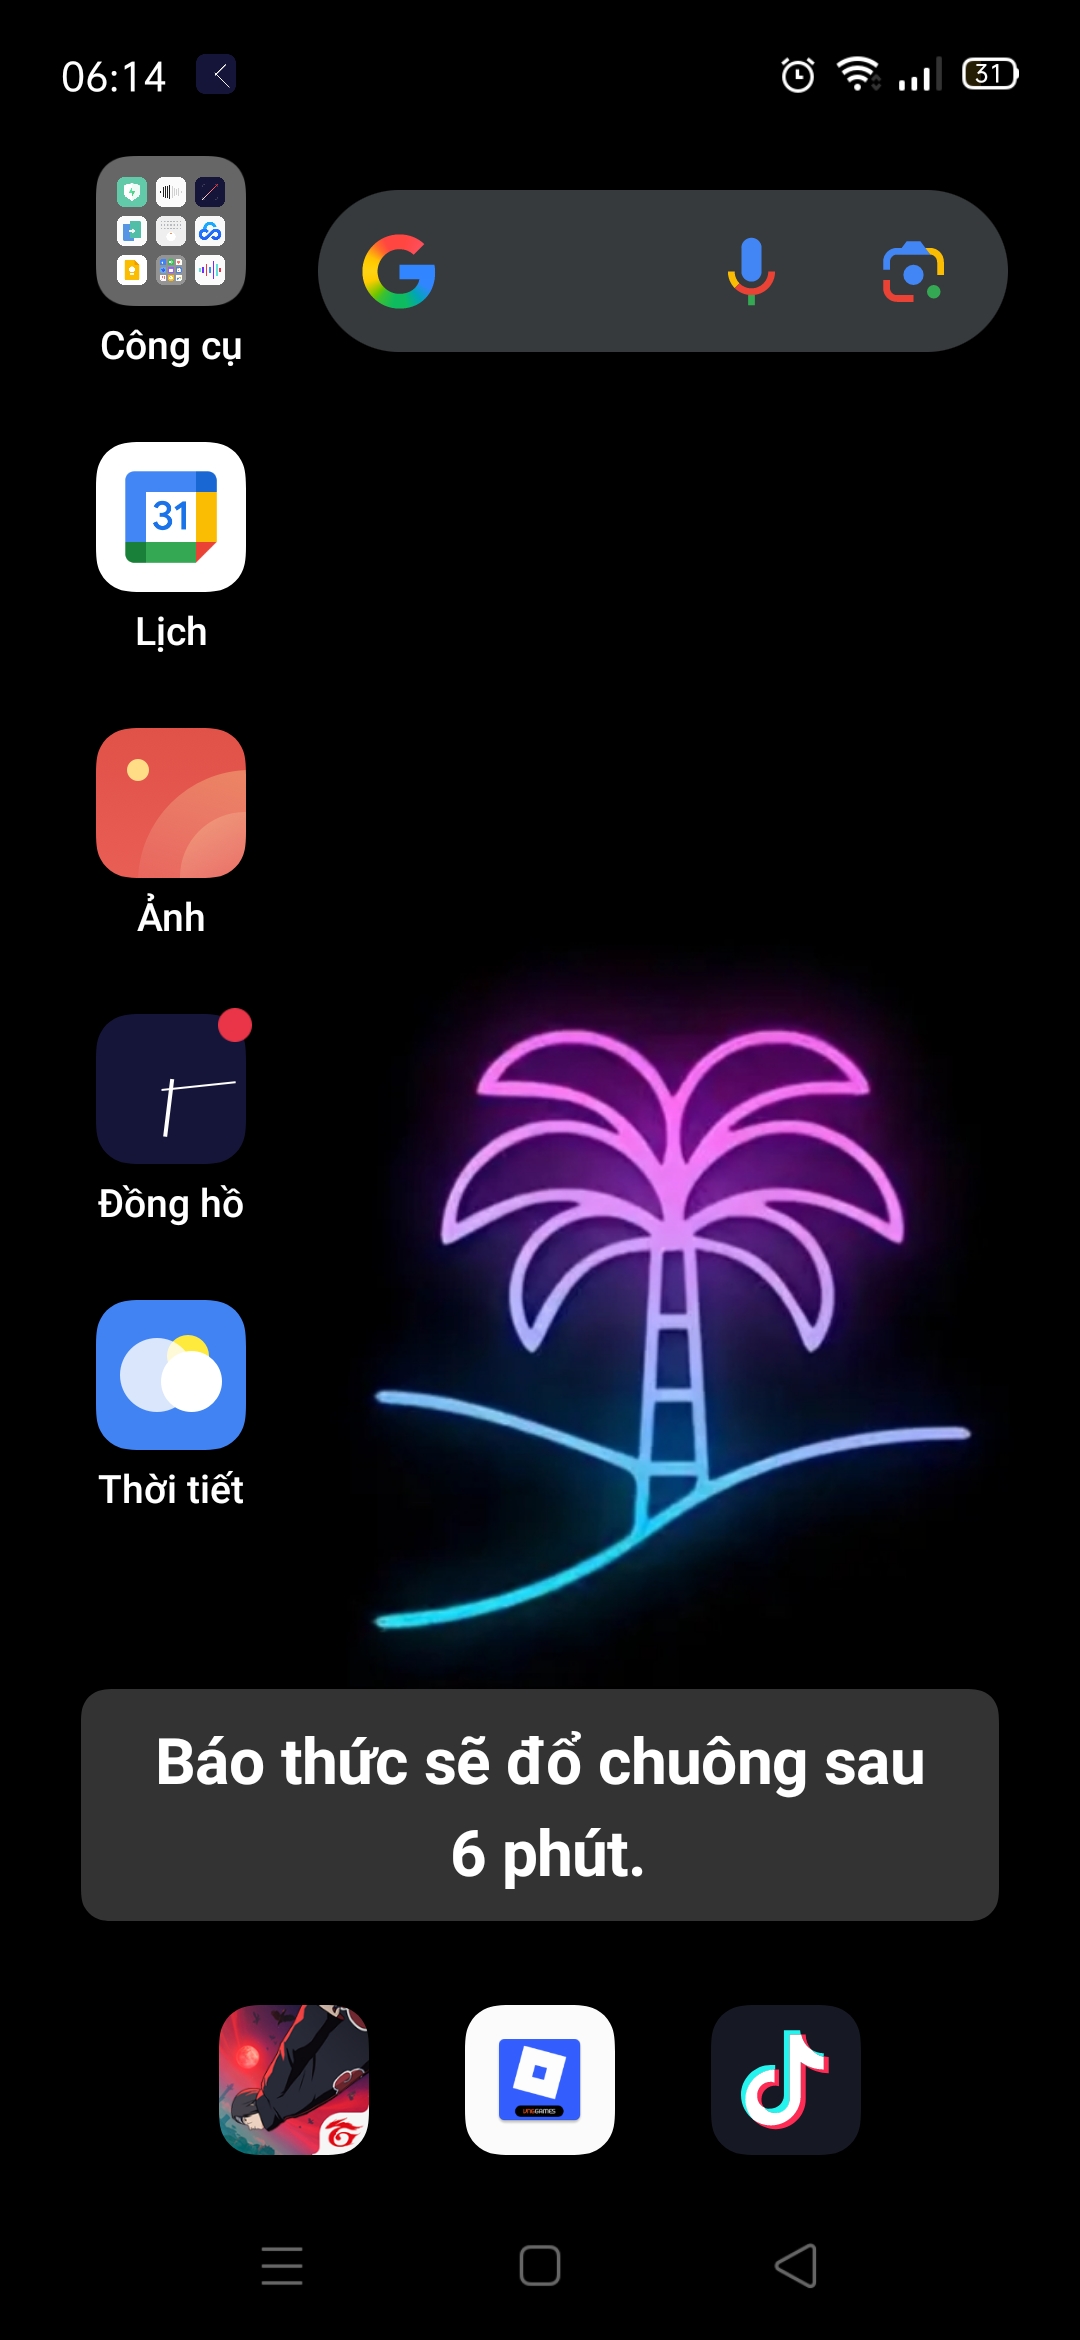 06:14
31
Công cụ
31
Lịch
Ảnh
Đồng hồ
Thời tiết
Báo thức sẽ đổ chuông sau
6 phút.
VNGGAMES